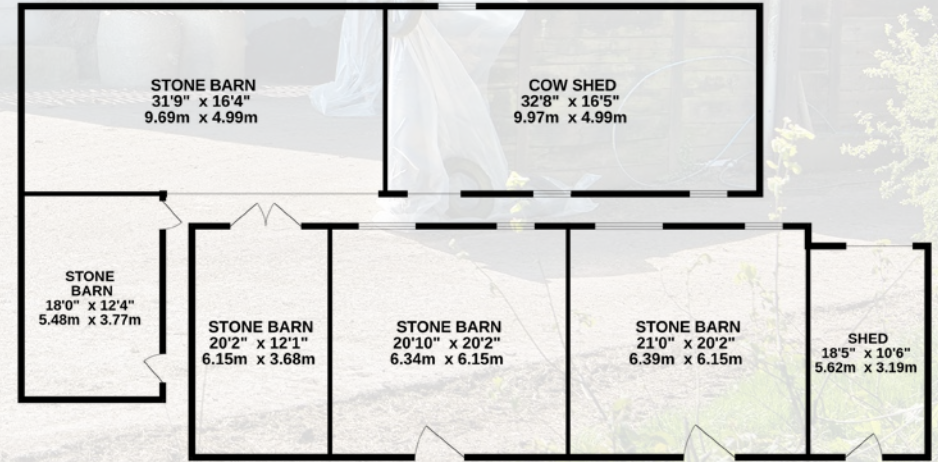 STONE BARN
31'9" x 16'4"
9.69m x 4.99m
COW SHED
32'8" x 16'5"
9.97m x 4.99m
STONE
BARN
18'0" x 12'4"
5.48m x 3.77m
STONE BARN
20'2" x 12'1"
6.15m x 3.68m
STONE BARN
20'10" x 20'2"
6.34m x 6.15m
STONE BARN
21'0" x 20'2"
6.39m x 6.15m
SHED
18'5" x 10'6"
5.62m x 3.19m